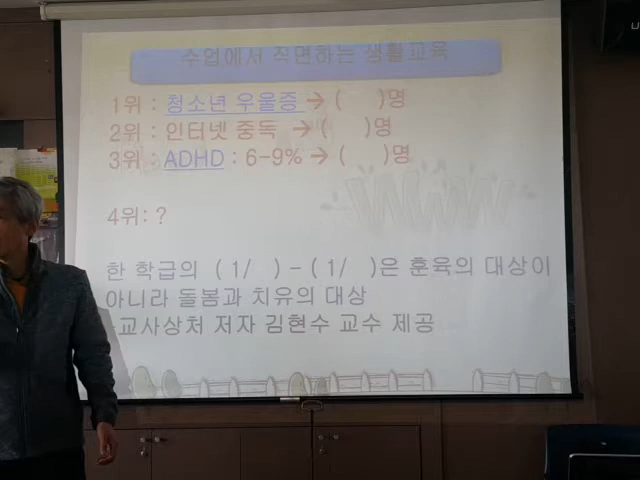 수업에서 직면하는 생활교육
1위 : 청소년 우울증 → (    )명
2위 : 인터넷 중독 → (    )명
3위 : ADHD : 6-9% → (    )명
4위: ?
한 학급의 ( 1/   ) – ( 1/   )은 훈육의 대상이
아니라 돌봄과 치유의 대상
교사상처 저자 김현수 교수 제공